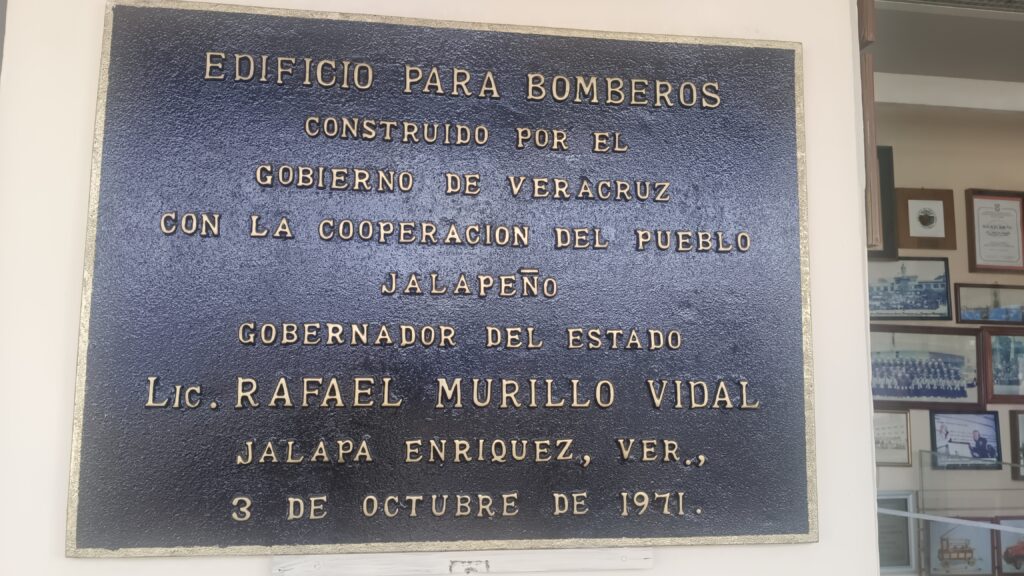 EDIFICIO PARA BOMBEROS
CONSTRUIDO POR EL
GOBIERNO DE VERACRUZ
CON LA COOPERACION DEL PUEBLO
JALAPEÑO
GOBERNADOR DEL ESTADO
LIC. RAFAEL MURILLO VIDAL
JALAPA ENRIQUEZ, VER.,
3 DE OCTUBRE DE 1971.